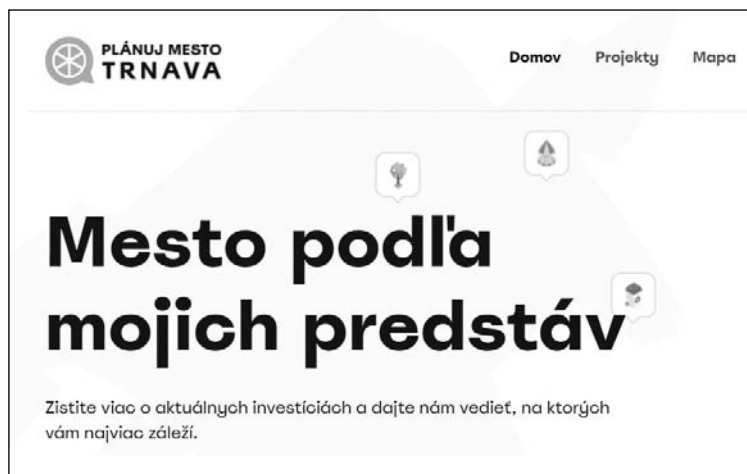 PLÁNUJ MESTO
TRNAVA
Domov Projekty Mapa
Mesto podľa
mojich predstáv
Zistite viac o aktuálnych investíciách a dajte nám vedieť, na ktorých
vám najviac záleží.